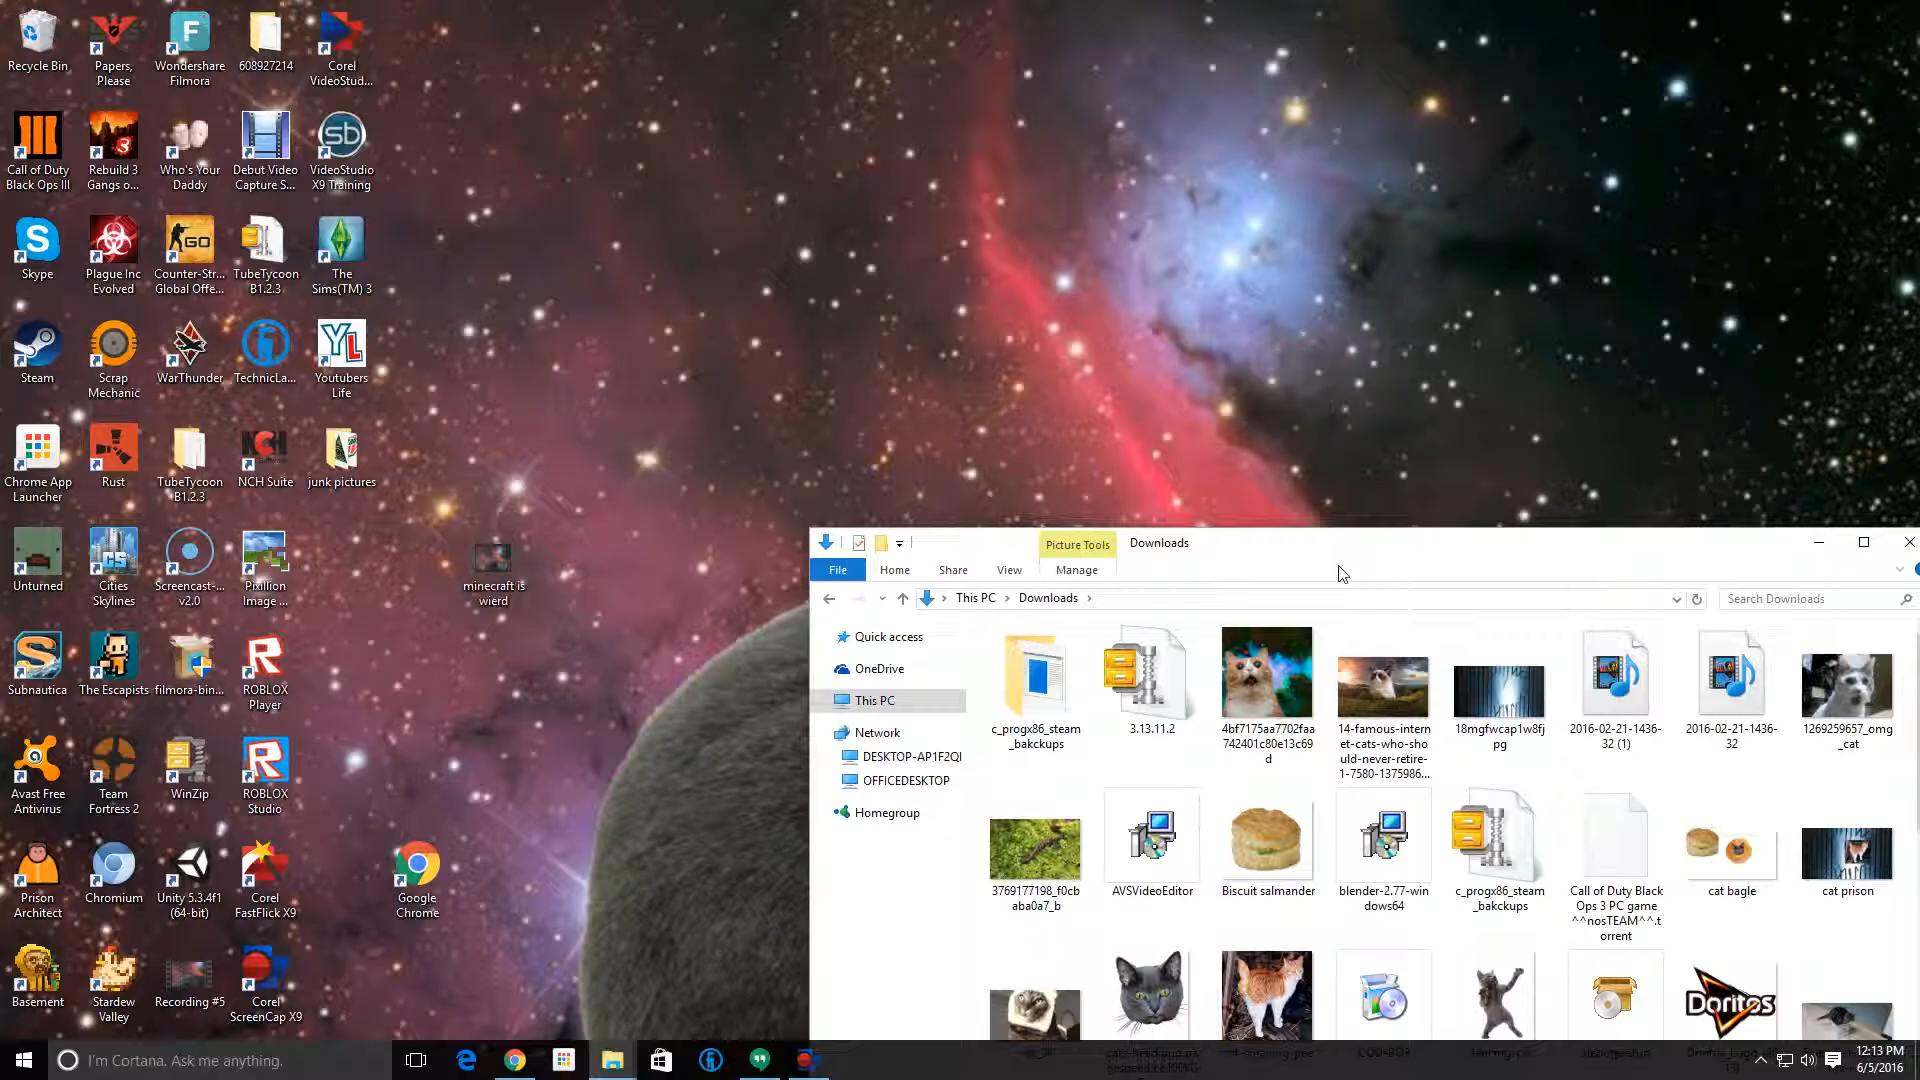 Recycle Bin
Papers,
Please
Wondershare
Filmora
608927214
Corel
VideoStud...
Call of Duty
Black Ops III
Rebuild 3
Gangs o...
Who's Your
Daddy
Debut Video
Capture S...
VideoStudio
X9 Training
Skype
Plague Inc
Evolved
Counter-Str...
Global Offe...
TubeTycoon
B1.2.3
The
Sims(TM) 3
Steam
Scrap
Mechanic
WarThunder
TechnicLa...
Youtubers
Life
Chrome App
Launcher
Rust
TubeTycoon
B1.2.3
NCH Suite
junk pictures
Unturned
Cities
Skylines
Screencast-...
v2.0
Pixillion
Image ...
minecraft is
wierd
Subnautica
The Escapists
filmora-bin...
ROBLOX
Player
Avast Free
Antivirus
Team
Fortress 2
WinZip
ROBLOX
Studio
Prison
Architect
Chromium
Unity 5.3.4f1
(64-bit)
Corel
FastFlick X9
Google
Chrome
Basement
Stardew
Valley
Recording #5
Corel
ScreenCap X9
Picture Tools
Downloads
File
Home
Share
View
Manage
This PC
Downloads
Search Downloads
Quick access
OneDrive
This PC
Network
DESKTOP-AP1F2QI
OFFICEDESKTOP
Homegroup
c_progx86_steam
_bakckups
3.13.11.2
4bf7175aa7702faa
742401c80e13c69
d
14-famous-intern
et-cats-who-sho
uld-never-retire-
1-7580-1375986...
18mgfwcap1w8fj
pg
2016-02-21-1436-
32 (1)
2016-02-21-1436-
32
1269259657_omg
_cat
3769177198_f0cb
aba0a7_b
AVSVideoEditor
Biscuit salmander
blender-2.77-win
dows64
c_progx86_steam
_bakckups
Call of Duty Black
Ops 3 PC game
^^nosTEAM^^.t
orrent
cat bagle
cat prison
Doritos
I'm Cortana. Ask me anything.
12:13 PM
6/5/2016